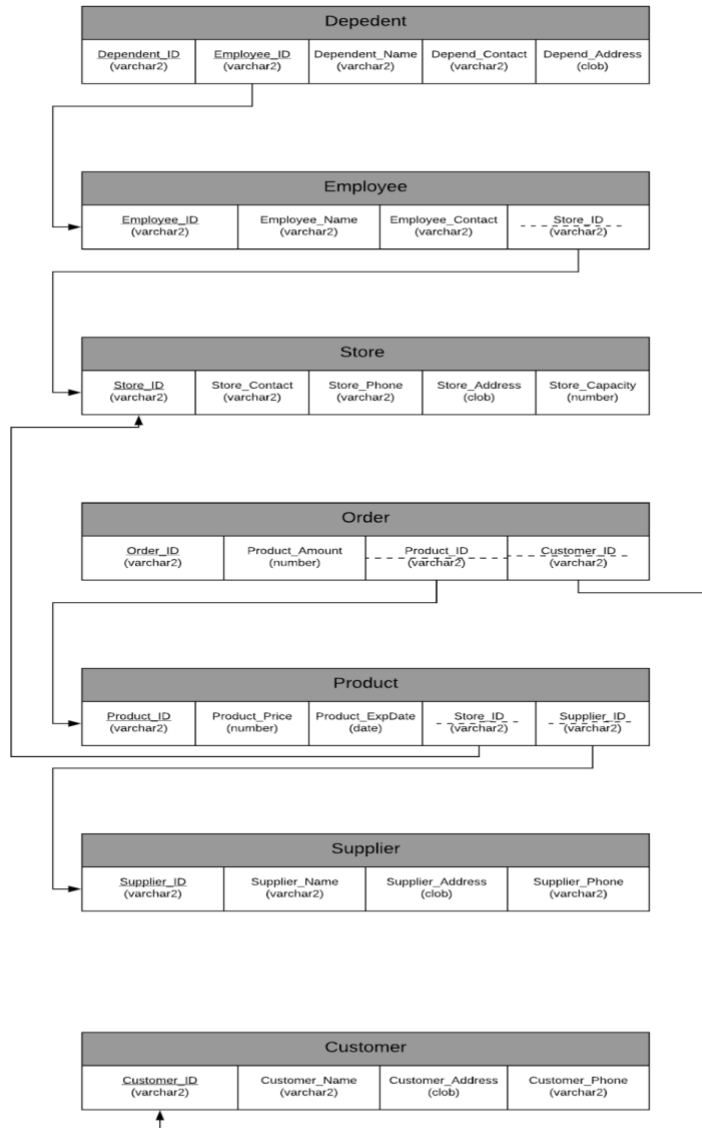 Depedent
Dependent_ID Employee_ID Dependent_Name Depend_Contact Depend_Address
(varchar2) (varchar2) (varchar2) (varchar2) (clob)
Employee
Employee_ID Employee_Name Employee_Contact Store_ID
(varchar2) (varchar2) (varchar2) (varchar2)
Store
Store_ID Store_Contact Store_Phone Store_Address Store_Capacity
(varchar2) (varchar2) (varchar2) (clob) (number)
Order
Order_ID Product_Amount Product_ID Customer_ID
(varchar2) (number) (varchar2) (varchar2)
Product
Product_ID Product_Price Product_ExpDate Store_ID Supplier_ID
(varchar2) (number) (date) (varchar2) (varchar2)
Supplier
Supplier_ID Supplier_Name Supplier_Address Supplier_Phone
(varchar2) (varchar2) (clob) (varchar2)
Customer
Customer_ID Customer_Name Customer_Address Customer_Phone
(varchar2) (varchar2) (clob) (varchar2)